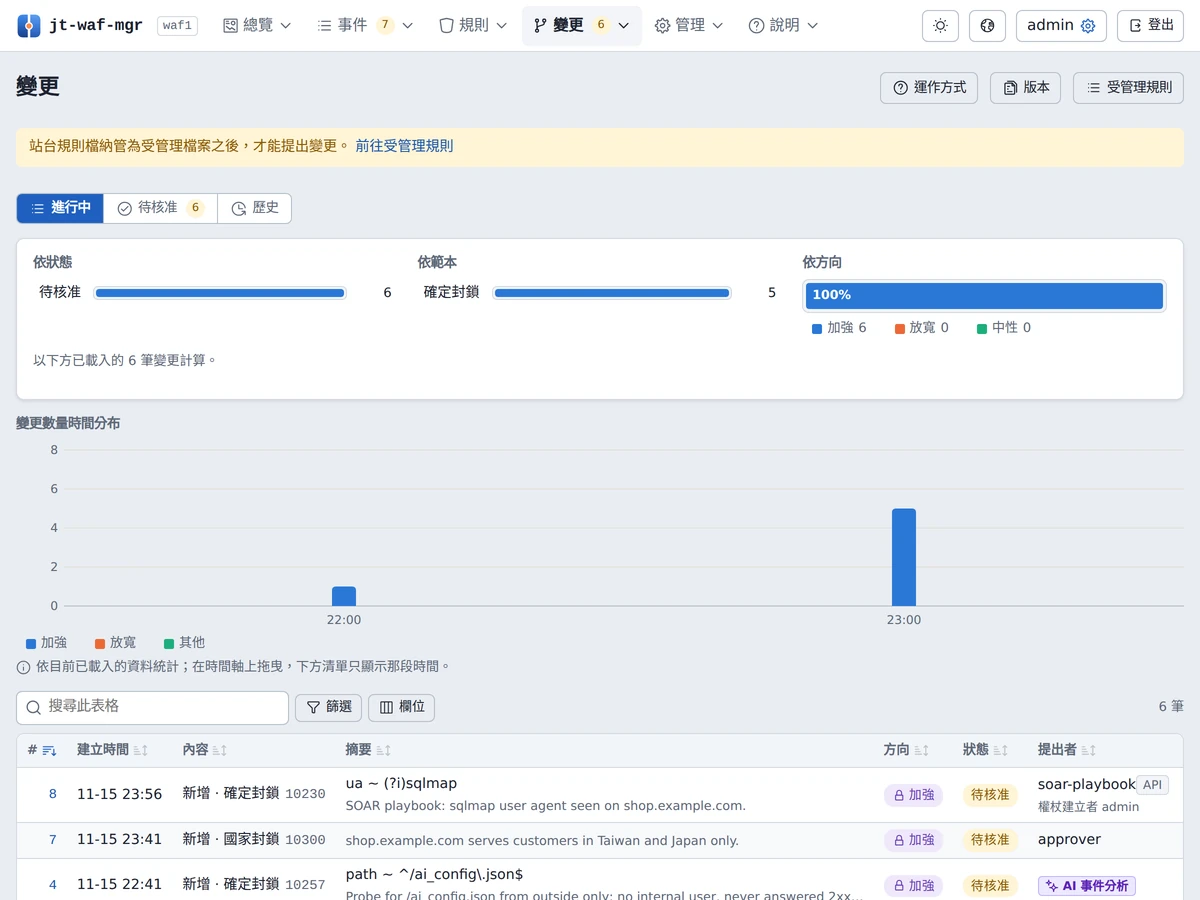 jt-waf-mgr waf1 總覽 事件 7 規則 變更 6 管理 說明 admin 登出
變更 運作方式 版本 受管理規則
站台規則檔納管為受管理檔案之後，才能提出變更。 前往受管理規則
進行中 待核准 6 歷史
依狀態 依範本 依方向
待核准 6 確定封鎖 5 100%
加強 6 放寬 0 中性 0
以下方已載入的 6 筆變更計算。
變更數量時間分布
8
6
4
2
0
22:00 23:00
加強 放寬 其他
依目前已載入的資料統計；在時間軸上拖曳，下方清單只顯示那段時間。
搜尋此表格 篩選 欄位 6 筆
# 建立時間 內容 摘要 方向 狀態 提出者
8 11-15 23:56 新增 · 確定封鎖 10230 ua ~ (?i)sqlmap 加強 待核准 soar-playbook API
SOAR playbook: sqlmap user agent seen on shop.example.com. 權杖建立者 admin
7 11-15 23:41 新增 · 國家封鎖 10300 shop.example.com serves customers in Taiwan and Japan only. 加強 待核准 approver
4 11-15 22:41 新增 · 確定封鎖 10257 path ~ ^/ai_config\.json$ 加強 待核准 AI 事件分析
Probe for /ai_config.json from outside only; no internal user, never answered 2xx…